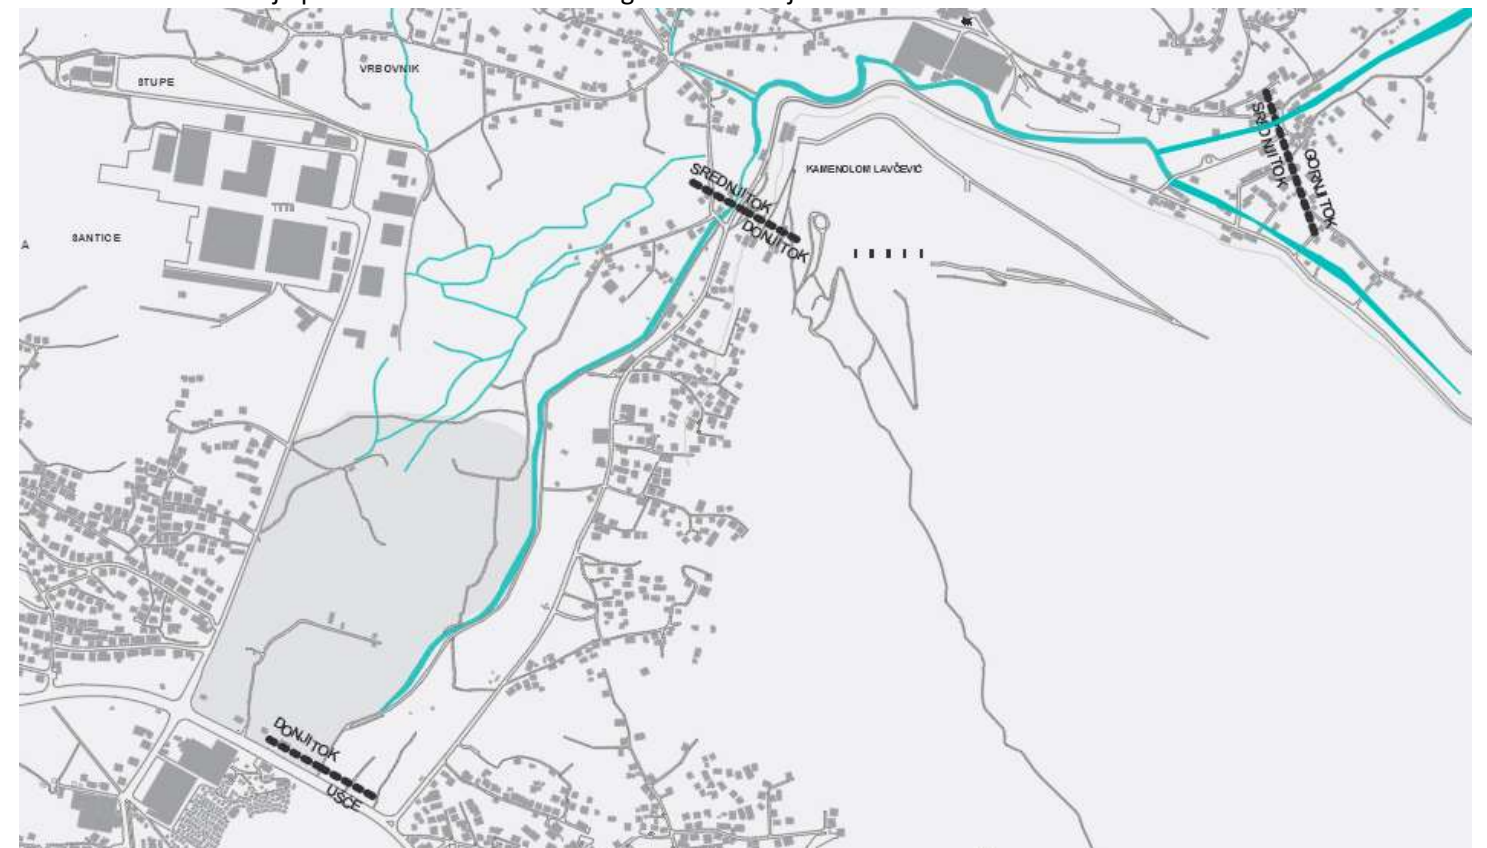 VRBOVNIK
STUPE
SREDNJI TOK
GORNJI TOK
KAMENOLOM LAVČEVIĆ
SREDNJI TOK
DONJI TOK
SANTICE
A
DONJI TOK
UŠĆE